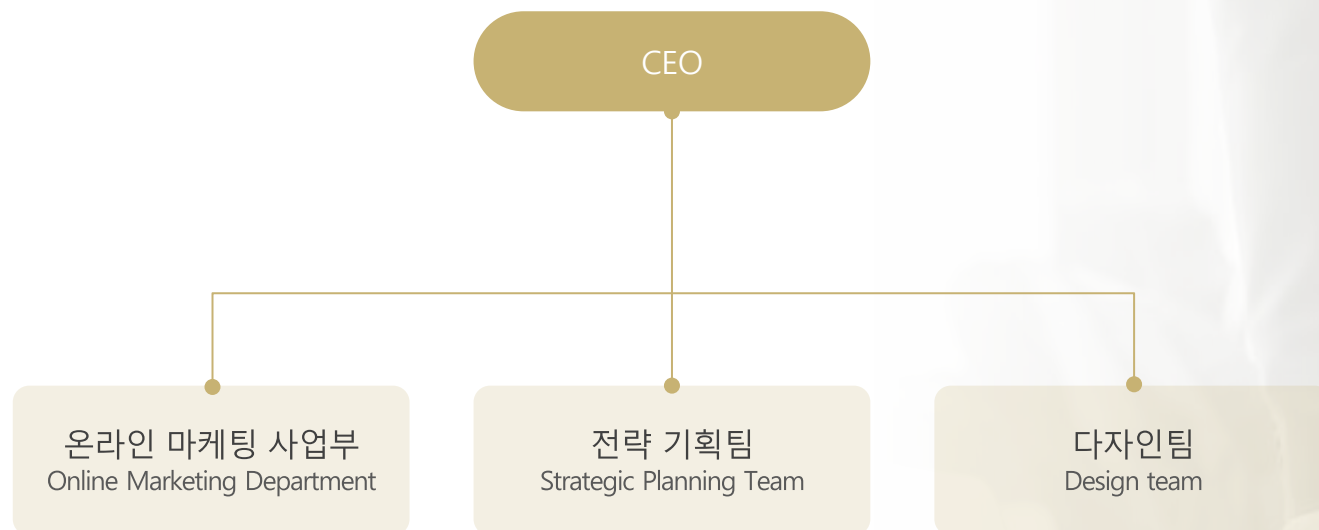 CEO
온라인 마케팅 사업부
Online Marketing Department
전략 기획팀
Strategic Planning Team
다자인팀
Design team